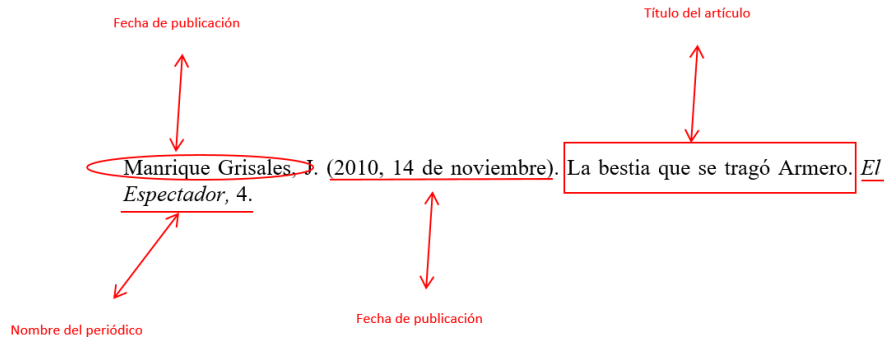 Título del artículo
Fecha de publicación
Manrique Grisales, J. (2010, 14 de noviembre). La bestia que se tragó Armero. El
Espectador, 4.
Fecha de publicación
Nombre del periódico